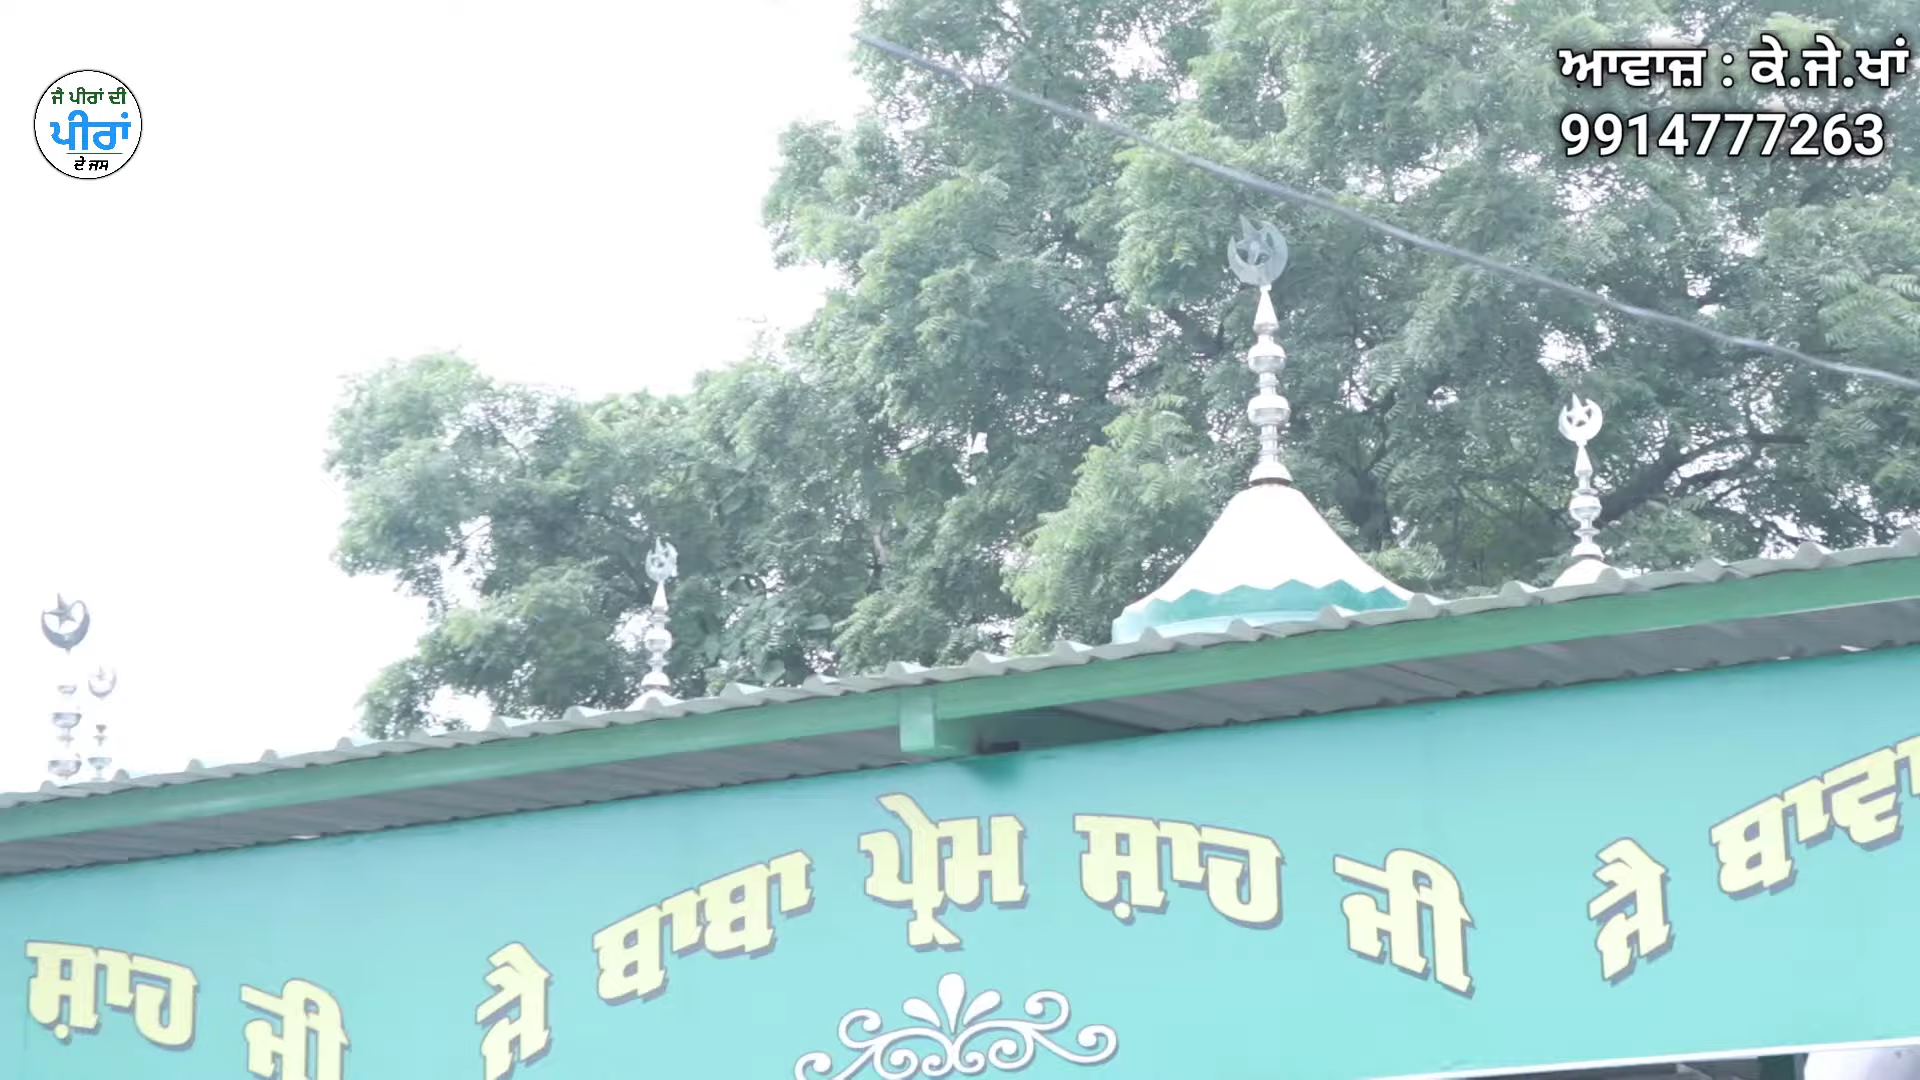 ਜੈ ਪੀਰਾਂ ਦੀ
ਪੀਰਾਂ
ਦੇ ਜਸ
ਆਵਾਜ਼ : ਕੇ.ਜੇ.ਖਾਂ
9914777263
ਸ਼ਾਹ ਜੀ ਜੈ ਬਾਬਾ ਪ੍ਰੇਮ ਸ਼ਾਹ ਜੀ ਜੈ ਬਾਵਾ